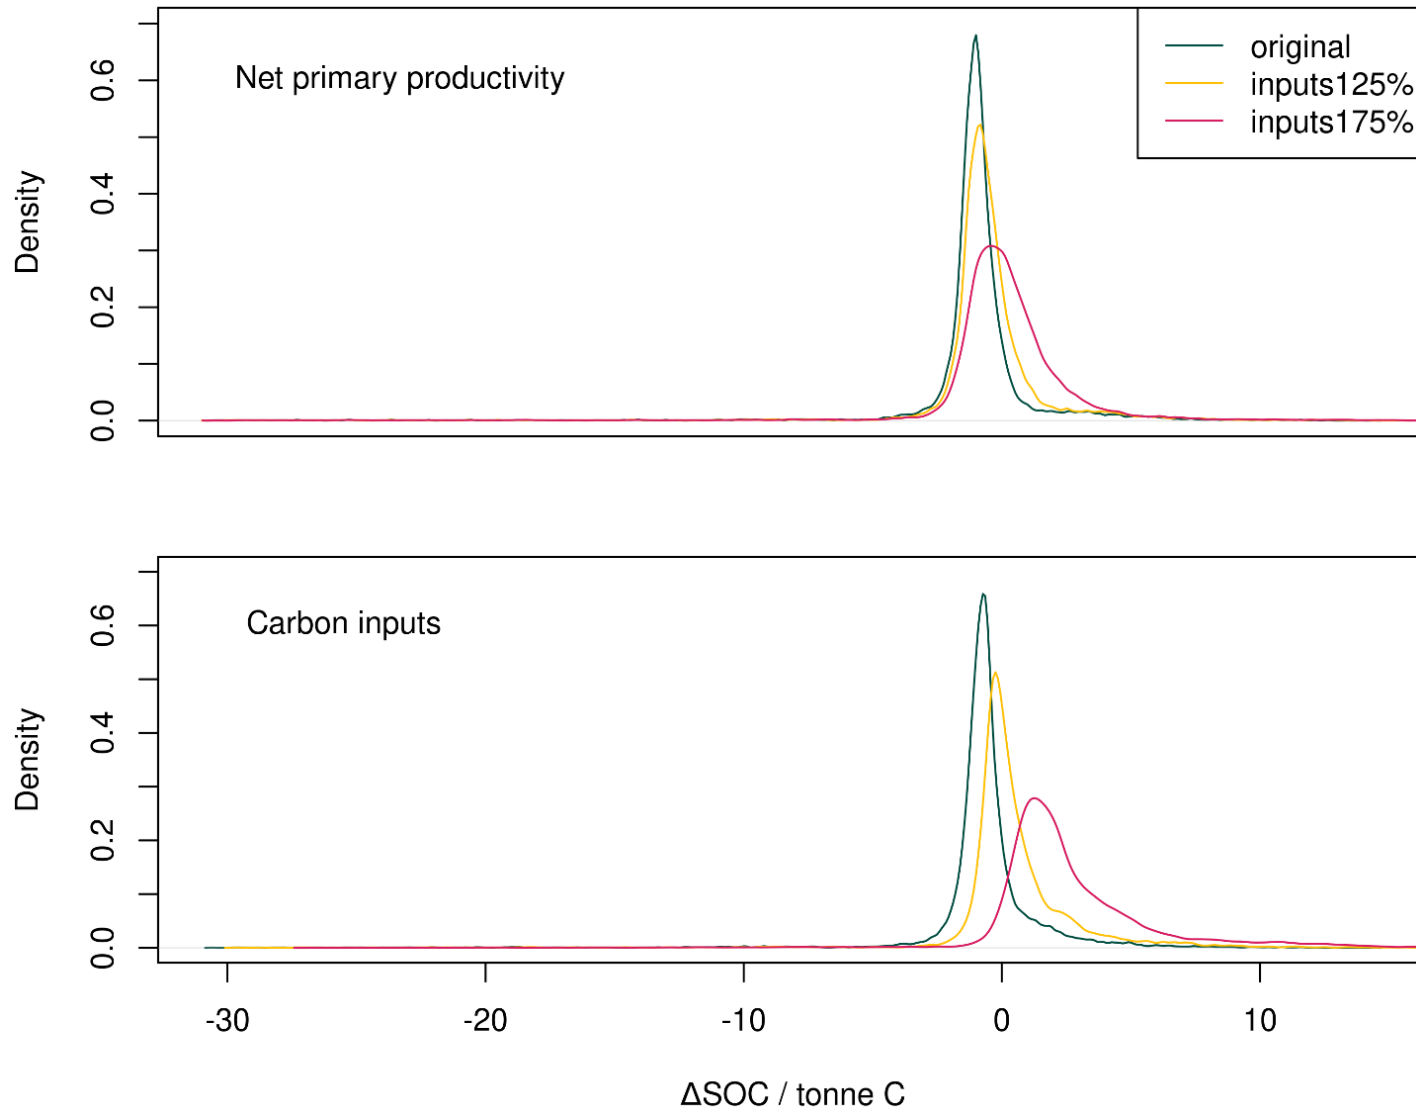 Net primary productivity
original
inputs125%
inputs175%
Density
0.0
0.2
0.4
0.6
Carbon inputs
Density
0.0
0.2
0.4
0.6
-30
-20
-10
0
10
ΔSOC / tonne C